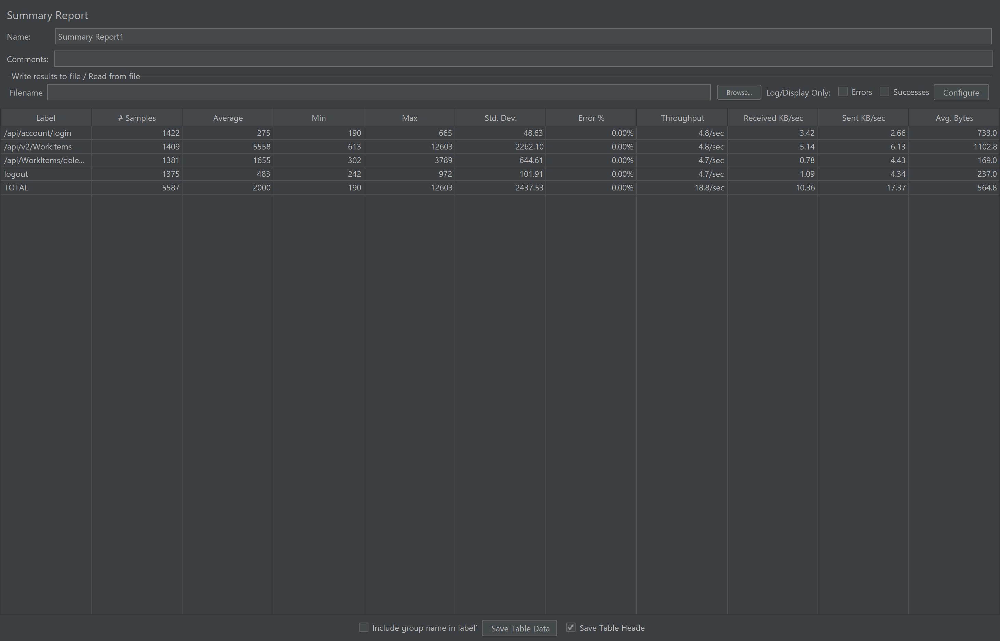 Summary Report
Name: Summary Report1
Comments:
Write results to file / Read from file
Filename Browse... Log/Display Only: Errors Successes Configure
Label # Samples Average Min Max Std. Dev. Error % Throughput Received KB/sec Sent KB/sec Avg. Bytes
/api/account/login 1422 275 190 665 48.63 0.00% 4.8/sec 3.42 2.66 733.0
/api/v2/WorkItems 1409 5558 613 12603 2262.10 0.00% 4.8/sec 5.14 6.13 1102.8
/api/WorkItems/dele... 1381 1655 302 3789 644.61 0.00% 4.7/sec 0.78 4.43 169.0
logout 1375 483 242 972 101.91 0.00% 4.7/sec 1.09 4.34 237.0
TOTAL 5587 2000 190 12603 2437.53 0.00% 18.8/sec 10.36 17.37 564.8
Include group name in label? Save Table Data Save Table Heade